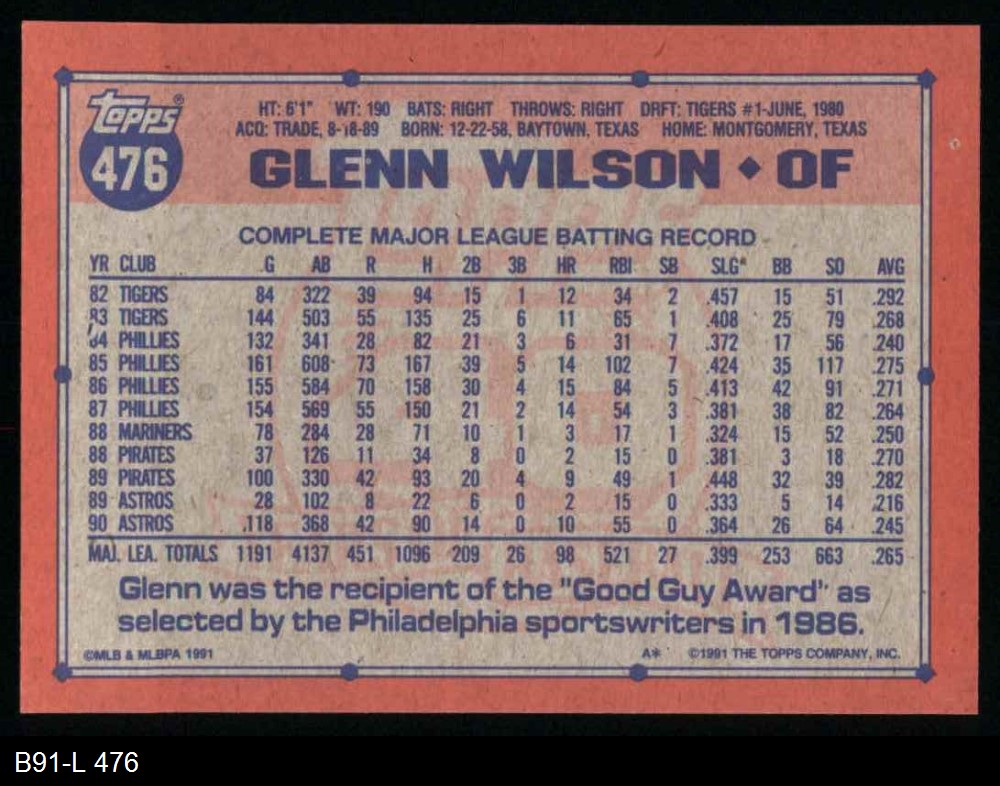 Topps®
476
HT: 6'1" WT: 190 BATS: RIGHT THROWS: RIGHT DRFT: TIGERS #1-JUNE, 1980
ACQ: TRADE, 8-18-89 BORN: 12-22-58, BAYTOWN, TEXAS HOME: MONTGOMERY, TEXAS
GLENN WILSON ◆ OF
COMPLETE MAJOR LEAGUE BATTING RECORD
YR CLUB G AB R H 2B 3B HR RBI SB SLG* BB SO AVG
82 TIGERS 84 322 39 94 15 1 12 34 2 .457 15 51 .292
83 TIGERS 144 503 55 135 25 6 11 65 1 .408 25 79 .268
84 PHILLIES 132 341 28 82 21 3 6 31 7 .372 17 56 .240
85 PHILLIES 161 608 73 167 39 5 14 102 7 .424 35 117 .275
86 PHILLIES 155 584 70 158 30 4 15 84 5 .413 42 91 .271
87 PHILLIES 154 569 55 150 21 2 14 54 3 .381 38 82 .264
88 MARINERS 78 284 28 71 10 1 3 17 1 .324 15 52 .250
88 PIRATES 37 126 11 34 8 0 2 15 0 .381 3 18 .270
89 PIRATES 100 330 42 93 20 4 9 49 1 .448 32 39 .282
89 ASTROS 28 102 8 22 6 0 2 15 0 .333 5 14 .216
90 ASTROS 118 368 42 90 14 0 10 55 0 .364 26 64 .245
MAJ. LEA. TOTALS 1191 4137 451 1096 209 26 98 521 27 .399 253 663 .265
Glenn was the recipient of the "Good Guy Award" as
selected by the Philadelphia sportswriters in 1986.
©MLB & MLBPA 1991 A* ©1991 THE TOPPS COMPANY, INC.
B91-L 476